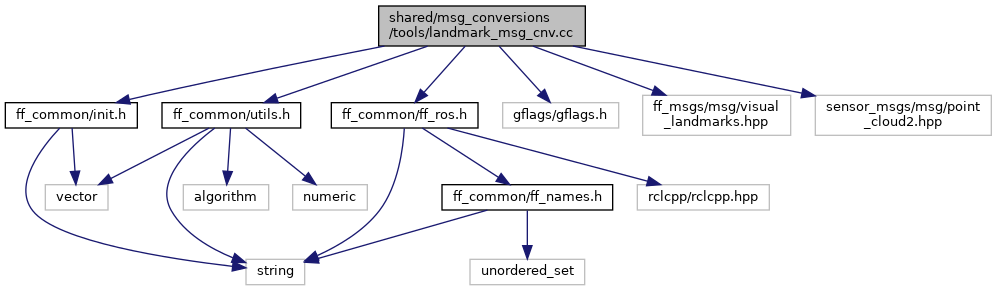 shared/msg_conversions
/tools/landmark_msg_cnv.cc
ff_common/init.h
ff_common/utils.h
ff_common/ff_ros.h
gflags/gflags.h
ff_msgs/msg/visual
_landmarks.hpp
sensor_msgs/msg/point
_cloud2.hpp
vector
algorithm
numeric
ff_common/ff_names.h
rclcpp/rclcpp.hpp
string
unordered_set